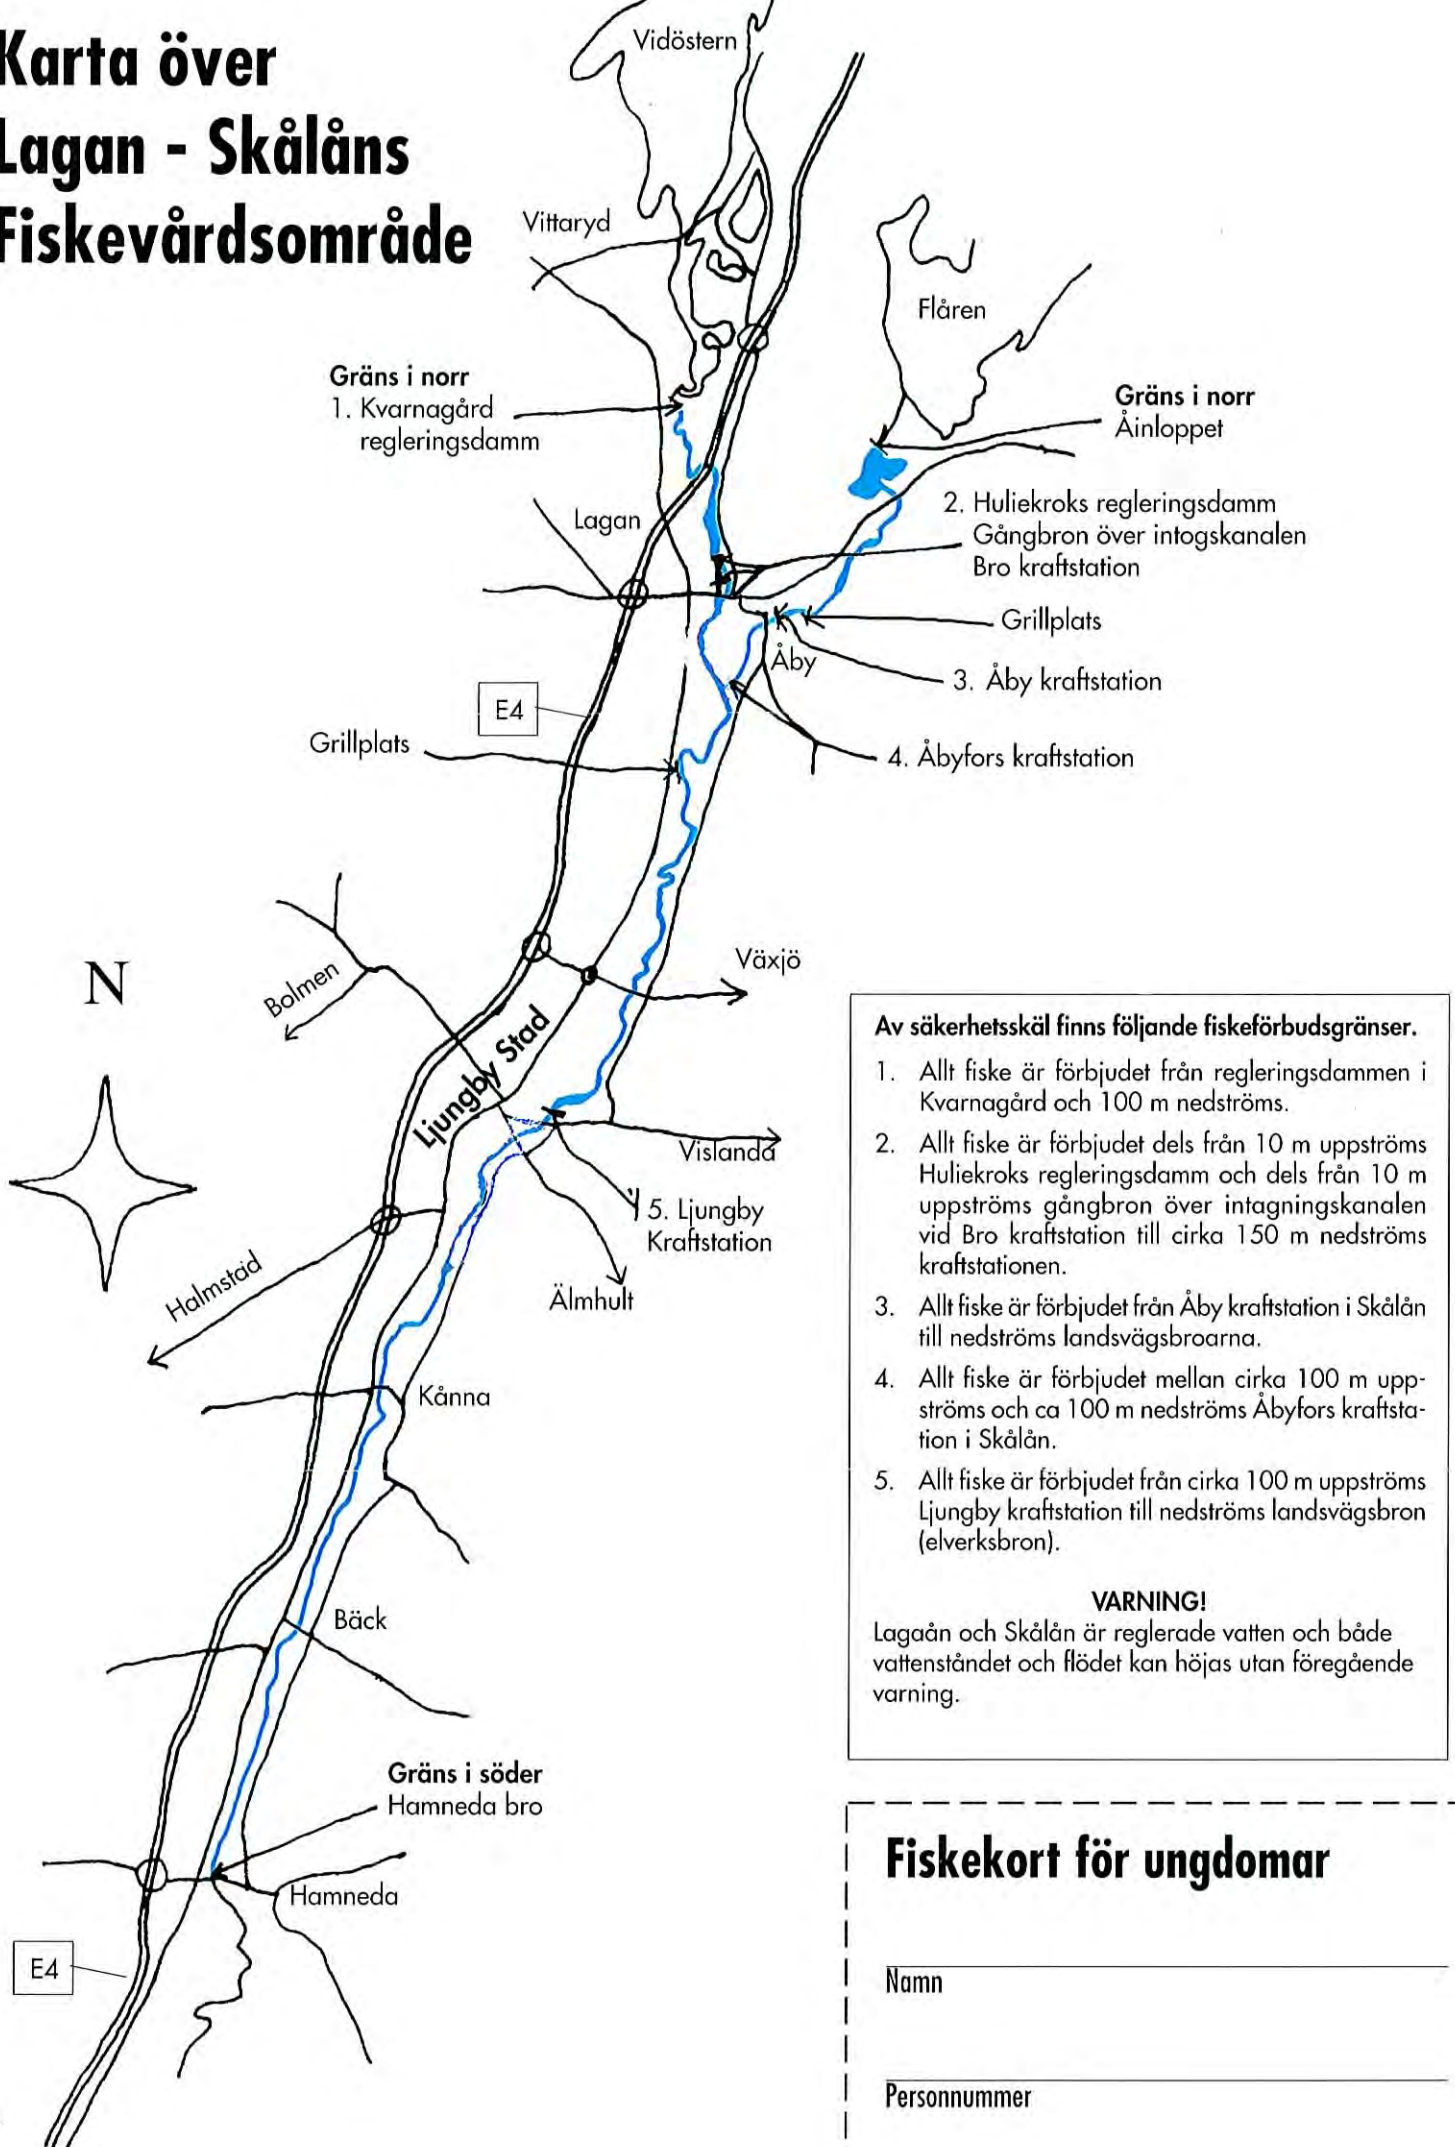 Karta över
Lagan - Skålåns
Fiskevårdsområde
Vidöstern
Vittaryd
Flåren
Gräns i norr
1. Kvarnagård
regleringsdamm
Gräns i norr
Åinloppet
Lagan
2. Huliekroks regleringsdamm
Gångbron över intogskanalen
Bro kraftstation
Grillplats
Åby
3. Åby kraftstation
E4
Grillplats
4. Åbyfors kraftstation
N
Bolmen
Växjö
Ljungby Stad
Vislanda
5. Ljungby
Kraftstation
Halmstad
Älmhult
Kånna
Bäck
Gräns i söder
Hamneda bro
Hamneda
E4
Av säkerhetsskäl finns följande fiskeförbudsgränser.
1. Allt fiske är förbjudet från regleringsdammen i
Kvarnagård och 100 m nedströms.
2. Allt fiske är förbjudet dels från 10 m uppströms
Huliekroks regleringsdamm och dels från 10 m
uppströms gångbron över intagningskanalen
vid Bro kraftstation till cirka 150 m nedströms
kraftstationen.
3. Allt fiske är förbjudet från Åby kraftstation i Skålån
till nedströms landsvägsbroarna.
4. Allt fiske är förbjudet mellan cirka 100 m upp-
ströms och ca 100 m nedströms Åbyfors kraftsta-
tion i Skålån.
5. Allt fiske är förbjudet från cirka 100 m uppströms
Ljungby kraftstation till nedströms landsvägsbron
(elverksbron).
VARNING!
Lagaån och Skålån är reglerade vatten och både
vattenståndet och flödet kan höjas utan föregående
varning.
Fiskekort för ungdomar
Namn
Personnummer